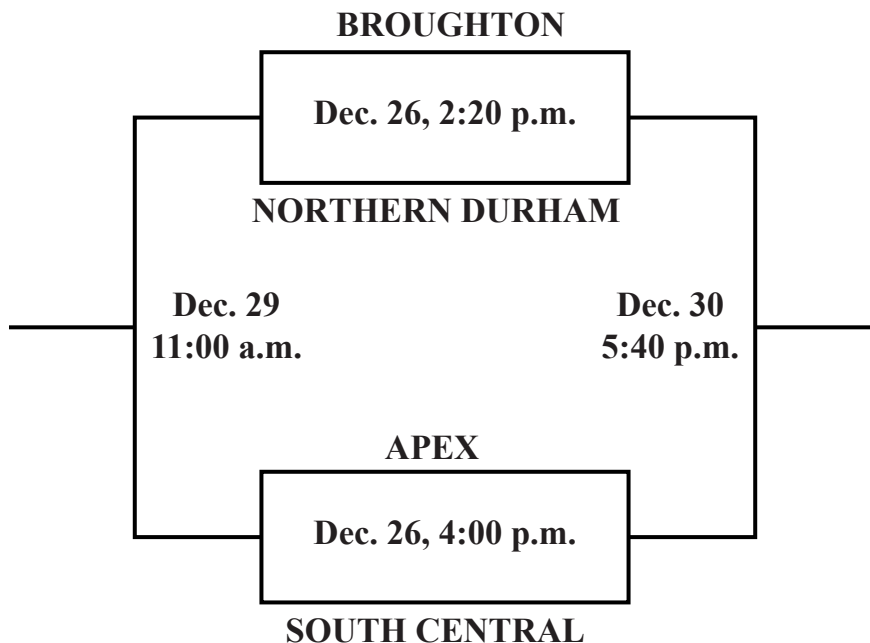 BROUGHTON
Dec. 26, 2:20 p.m.
NORTHERN DURHAM
Dec. 29
11:00 a.m.
Dec. 30
5:40 p.m.
APEX
Dec. 26, 4:00 p.m.
SOUTH CENTRAL